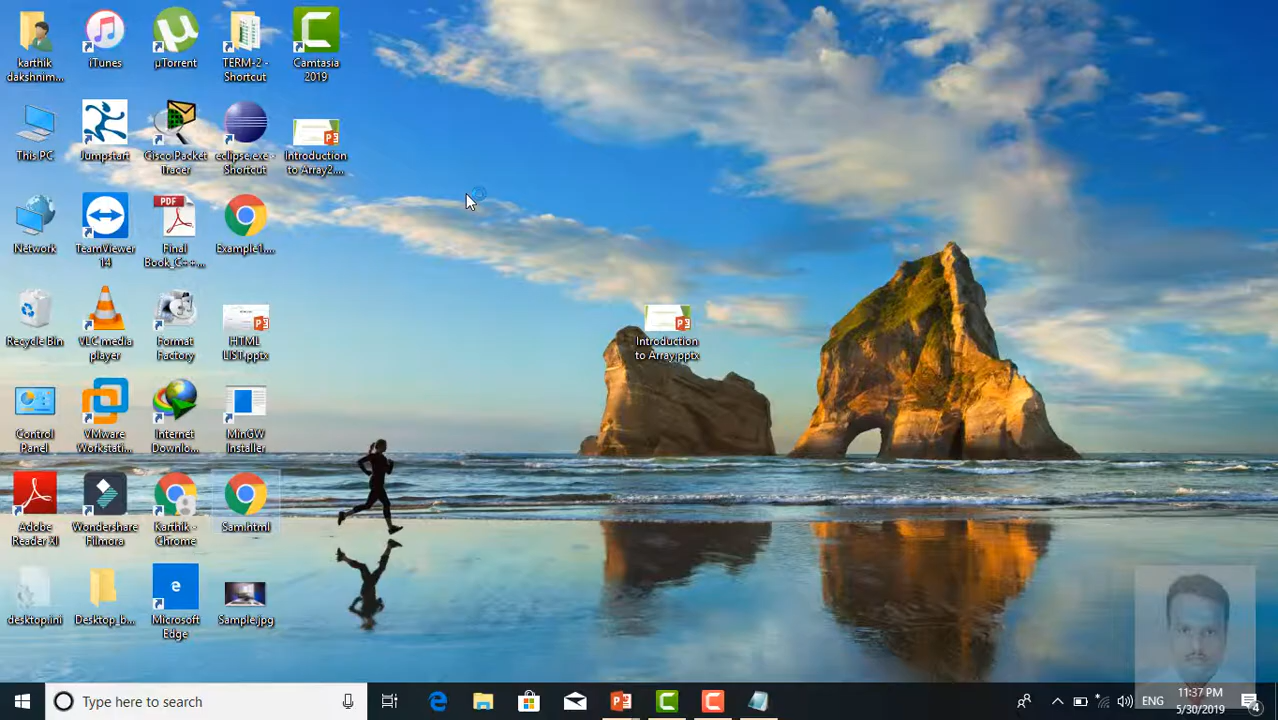 karthik
dakshnim...
iTunes
µTorrent
TERM-2 -
Shortcut
Camtasia
2019
This PC
Jumpstart
Cisco Packet
Tracer
eclipse.exe -
Shortcut
Introduction
to Array2....
Network
TeamViewer
14
PDF
Final
Book_C++...
Example1....
Recycle Bin
VLC media
player
Format
Factory
HTML
LIST.pptx
Introduction
to Array.pptx
Control
Panel
VMware
Workstati...
Internet
Downlo...
MinGW
Installer
Adobe
Reader XI
Wondershare
Filmora
Karthik -
Chrome
Sam.html
desktop.ini
Desktop_b...
Microsoft
Edge
Sample.jpg
Type here to search
ENG
11:37 PM
5/30/2019
4